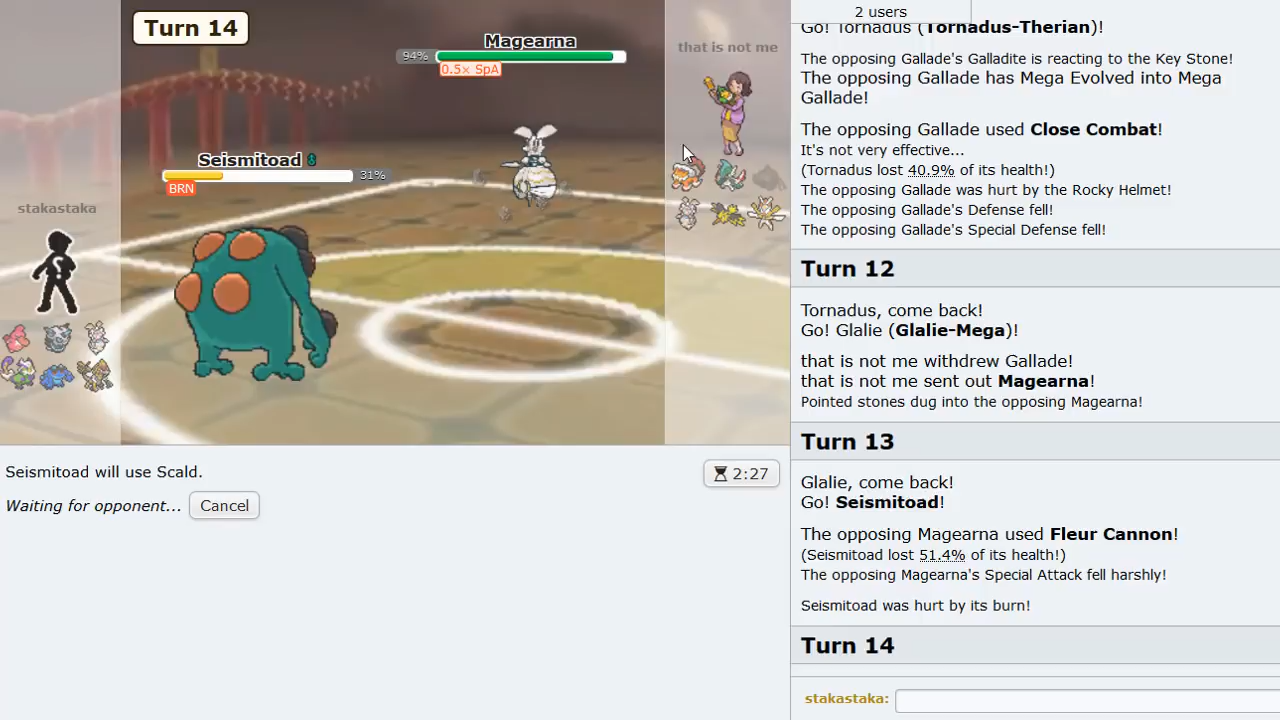 Turn 14
Magearna
94%
0.5× SpA
that is not me
Seismitoad
31%
BRN
stakastaka
Seismitoad will use Scald.
2:27
Waiting for opponent... Cancel
2 users
Go! Tornadus (Tornadus-Therian)!
The opposing Gallade's Galladite is reacting to the Key Stone!
The opposing Gallade has Mega Evolved into Mega
Gallade!
The opposing Gallade used Close Combat!
It's not very effective...
(Tornadus lost 40.9% of its health!)
The opposing Gallade was hurt by the Rocky Helmet!
The opposing Gallade's Defense fell!
The opposing Gallade's Special Defense fell!
Turn 12
Tornadus, come back!
Go! Glalie (Glalie-Mega)!
that is not me withdrew Gallade!
that is not me sent out Magearna!
Pointed stones dug into the opposing Magearna!
Turn 13
Glalie, come back!
Go! Seismitoad!
The opposing Magearna used Fleur Cannon!
(Seismitoad lost 51.4% of its health!)
The opposing Magearna's Special Attack fell harshly!
Seismitoad was hurt by its burn!
Turn 14
stakastaka: